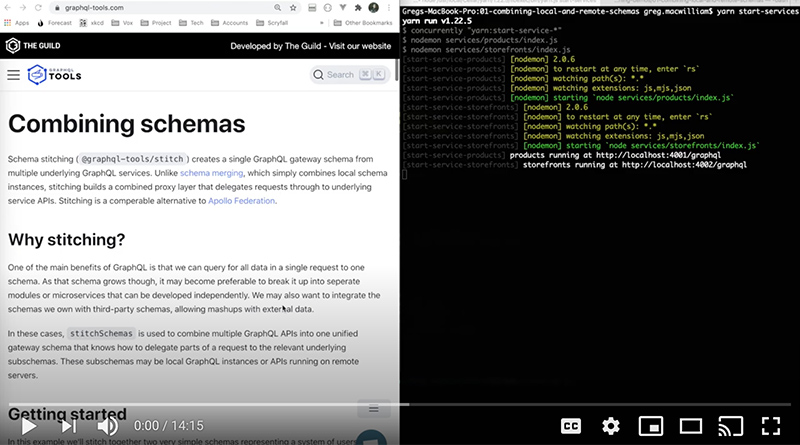 graphql-tools.com
Apps
Foton
xkcd
Vox
DEV
Documents
Accounts
Scryfall
Other Bookmarks
THE GUILD
Developed by The Guild - Visit our website
GRAPHQL
TOOLS
Search
⌘ K
Combining schemas
Schema stitching ( @graphql-tools/stitch ) creates a single GraphQL gateway schema from
multiple underlying GraphQL services. Unlike schema merging, which simply combines local schema
instances, stitching builds a combined proxy layer that delegates requests through to underlying
service APIs. Stitching is a comperable alternative to Apollo Federation.
Why stitching?
One of the main benefits of GraphQL is that we can query for all data in a single request to one
schema. As that schema grows though, it may become preferable to break it up into seperate
modules or microservices that can be developed independently. We may also want to integrate the
schemas we own with third-party schemas, allowing mashups with external data.
In these cases, stitchSchemas is used to combine multiple GraphQL APIs into one unified
gateway schema that knows how to delegate parts of a request to the relevant underlying
subschemas. These subschemas may be local GraphQL instances or APIs running on remote
servers.
Getting started
In this example we'll stitch together two very simple schemas representing a system of users
0:00 / 14:15
CC
Gregs-MacBook-Pro:01-combining-local-and-remote-schemas greg.macwilliam$ yarn start-services
yarn run v1.22.5
$ concurrently "yarn:start-service-*"
$ nodemon services/products/index.js
$ nodemon services/storefronts/index.js
[start-service-products] [nodemon] 2.0.6
[start-service-products] [nodemon] to restart at any time, enter `rs`
[start-service-products] [nodemon] watching path(s): *.*
[start-service-products] [nodemon] watching extensions: js,mjs,json
[start-service-products] [nodemon] starting `node services/products/index.js`
[start-service-storefronts] [nodemon] 2.0.6
[start-service-storefronts] [nodemon] to restart at any time, enter `rs`
[start-service-storefronts] [nodemon] watching path(s): *.*
[start-service-storefronts] [nodemon] watching extensions: js,mjs,json
[start-service-storefronts] [nodemon] starting `node services/storefronts/index.js`
[start-service-products] products running at http://localhost:4001/graphql
[start-service-storefronts] storefronts running at http://localhost:4002/graphql